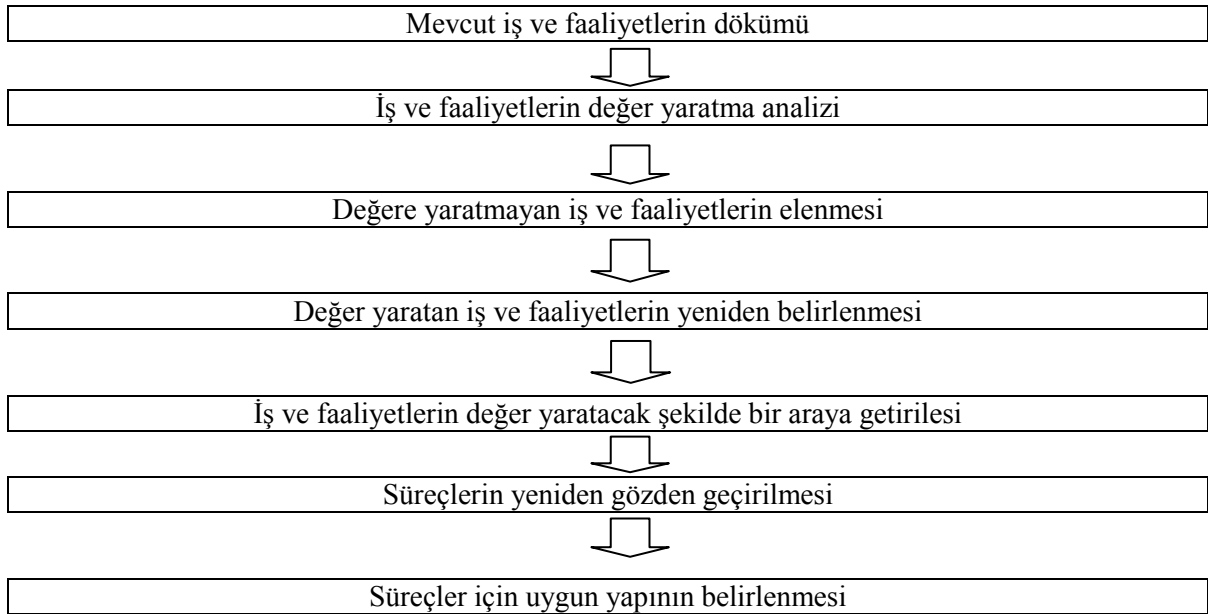 Mevcut iş ve faaliyetlerin dökümü
İş ve faaliyetlerin değer yaratma analizi
Değere yaratmayan iş ve faaliyetlerin elenmesi
Değer yaratan iş ve faaliyetlerin yeniden belirlenmesi
İş ve faaliyetlerin değer yaratacak şekilde bir araya getirilesi
Süreçlerin yeniden gözden geçirilmesi
Süreçler için uygun yapının belirlenmesi